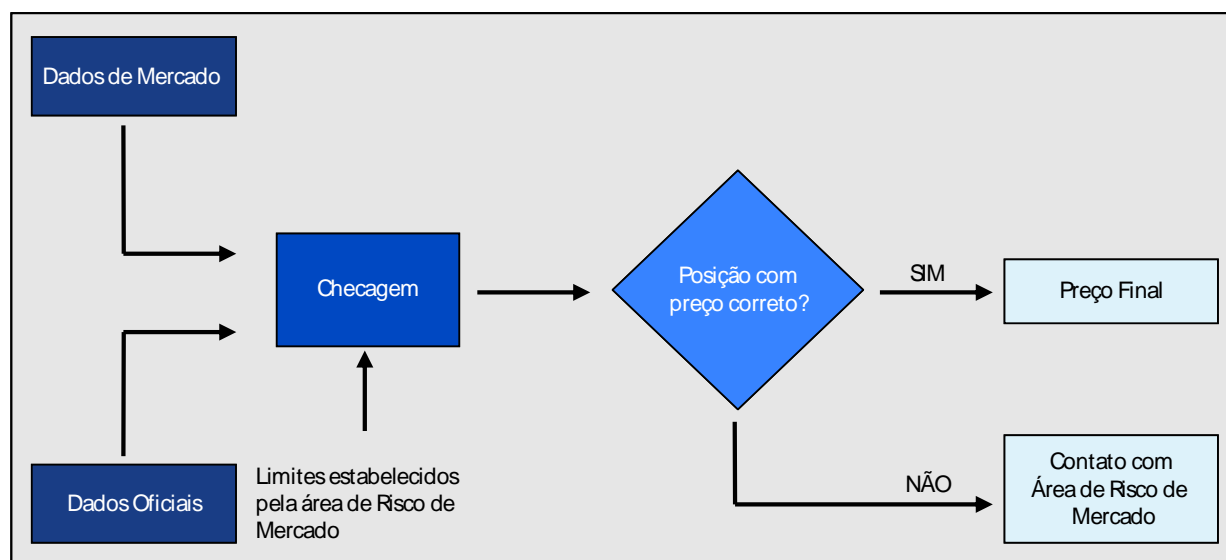 Dados de Mercado
Checagem
Posição com
preço correto?
SIM
Preço Final
Dados Oficiais
Limites estabelecidos
pela área de Risco de
Mercado
NÃO
Contato com
Área de Risco de
Mercado